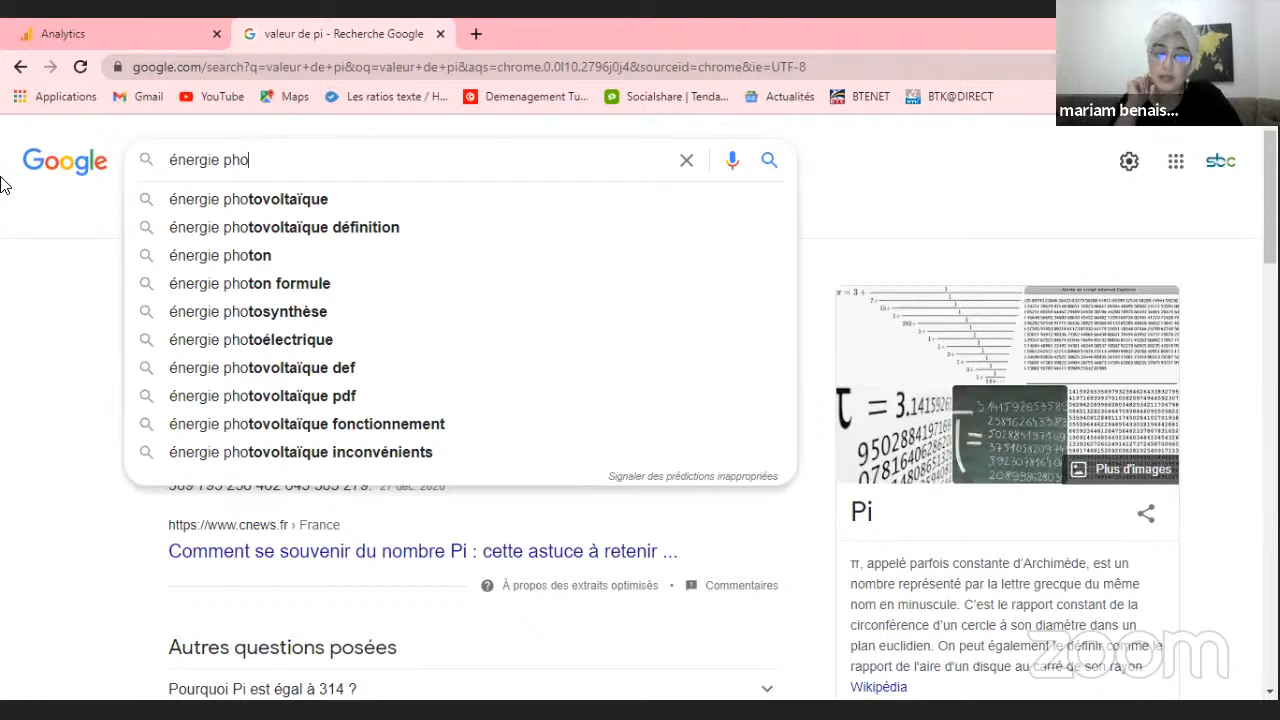 Analytics
valeur de pi - Recherche Google
google.com/search?q=valeur+de+pi&oq=valeur+de+pi&aqs=chrome.0.0l10.2796j0j4&sourceid=chrome&ie=UTF-8
Applications
Gmail
YouTube
Maps
Les ratios texte / H...
Demenagement Tu...
Socialshare | Tenda...
Actualités
BTENET
BTK@DIRECT
mariam benais...
Google
énergie pho
sbc
énergie photovoltaïque
énergie photovoltaïque définition
énergie photon
énergie photon formule
énergie photosynthèse
énergie photoélectrique
énergie photovoltaïque def
énergie photovoltaïque pdf
énergie photovoltaïque fonctionnement
énergie photovoltaïque inconvénients
Signaler des prédictions inappropriées
27 déc. 2020
https://www.cnews.fr › France
Comment se souvenir du nombre Pi : cette astuce à retenir ...
À propos des extraits optimisés • Commentaires
Autres questions posées
Pourquoi Pi est égal à 314 ?
Plus d'images
Pi
π, appelé parfois constante d'Archimède, est un
nombre représenté par la lettre grecque du même
nom en minuscule. C'est le rapport constant de la
circonférence d'un cercle à son diamètre dans un
plan euclidien. On peut également le définir comme le
rapport de l'aire d'un disque au carré de son rayon.
Wikipédia
zoom